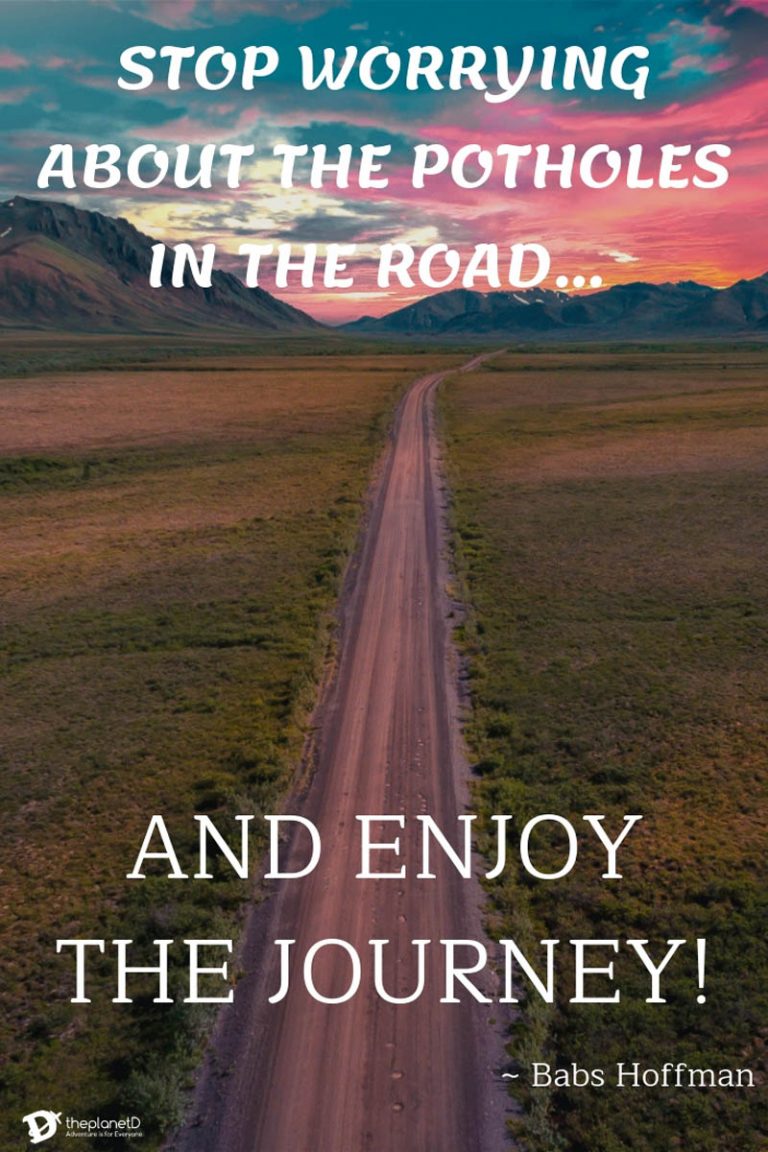 STOP WORRYING
ABOUT THE POTHOLES
IN THE ROAD...
AND ENJOY
THE JOURNEY!
~ Babs Hoffman
theplanetD
Adventure is for Everyone